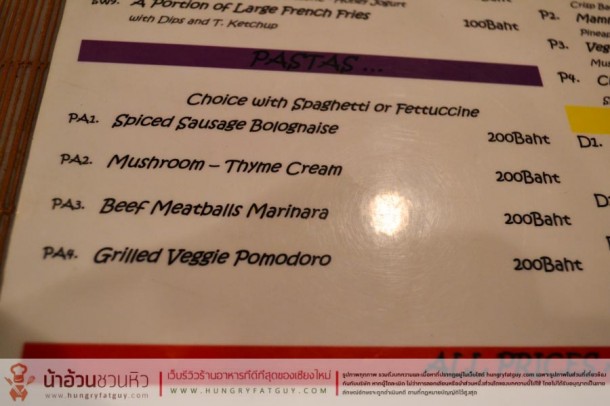 A Portion of Large French Fries
with Dips and T. Ketchup 200Baht
PASTAS ...
Choice with Spaghetti or Fettuccine
PA1. Spiced Sausage Bolognaise 200Baht
PA2. Mushroom – Thyme Cream 200Baht
PA3. Beef Meatballs Marinara 200Baht
PA4. Grilled Veggie Pomodoro 200Baht
Crisp
P2.
P3. Veg
P4.
D1.
ALL PRICES
น้าอ้วนชวนหิว
www.hungryfatguy.com
เว็บรีวิวร้านอาหารที่ดีที่สุดของเชียงใหม่
WWW.HUNGRYFATGUY.COM